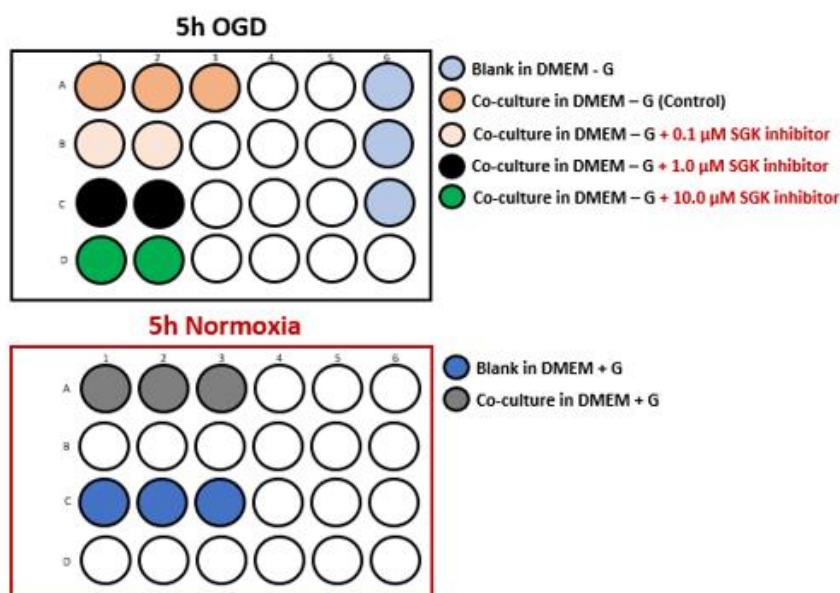 5h OGD
1 2 3 4 5 6
A
B
C
D
Blank in DMEM - G
Co-culture in DMEM – G (Control)
Co-culture in DMEM – G + 0.1 µM SGK inhibitor
Co-culture in DMEM – G + 1.0 µM SGK inhibitor
Co-culture in DMEM – G + 10.0 µM SGK inhibitor
5h Normoxia
1 2 3 4 5 6
A
B
C
D
Blank in DMEM + G
Co-culture in DMEM + G